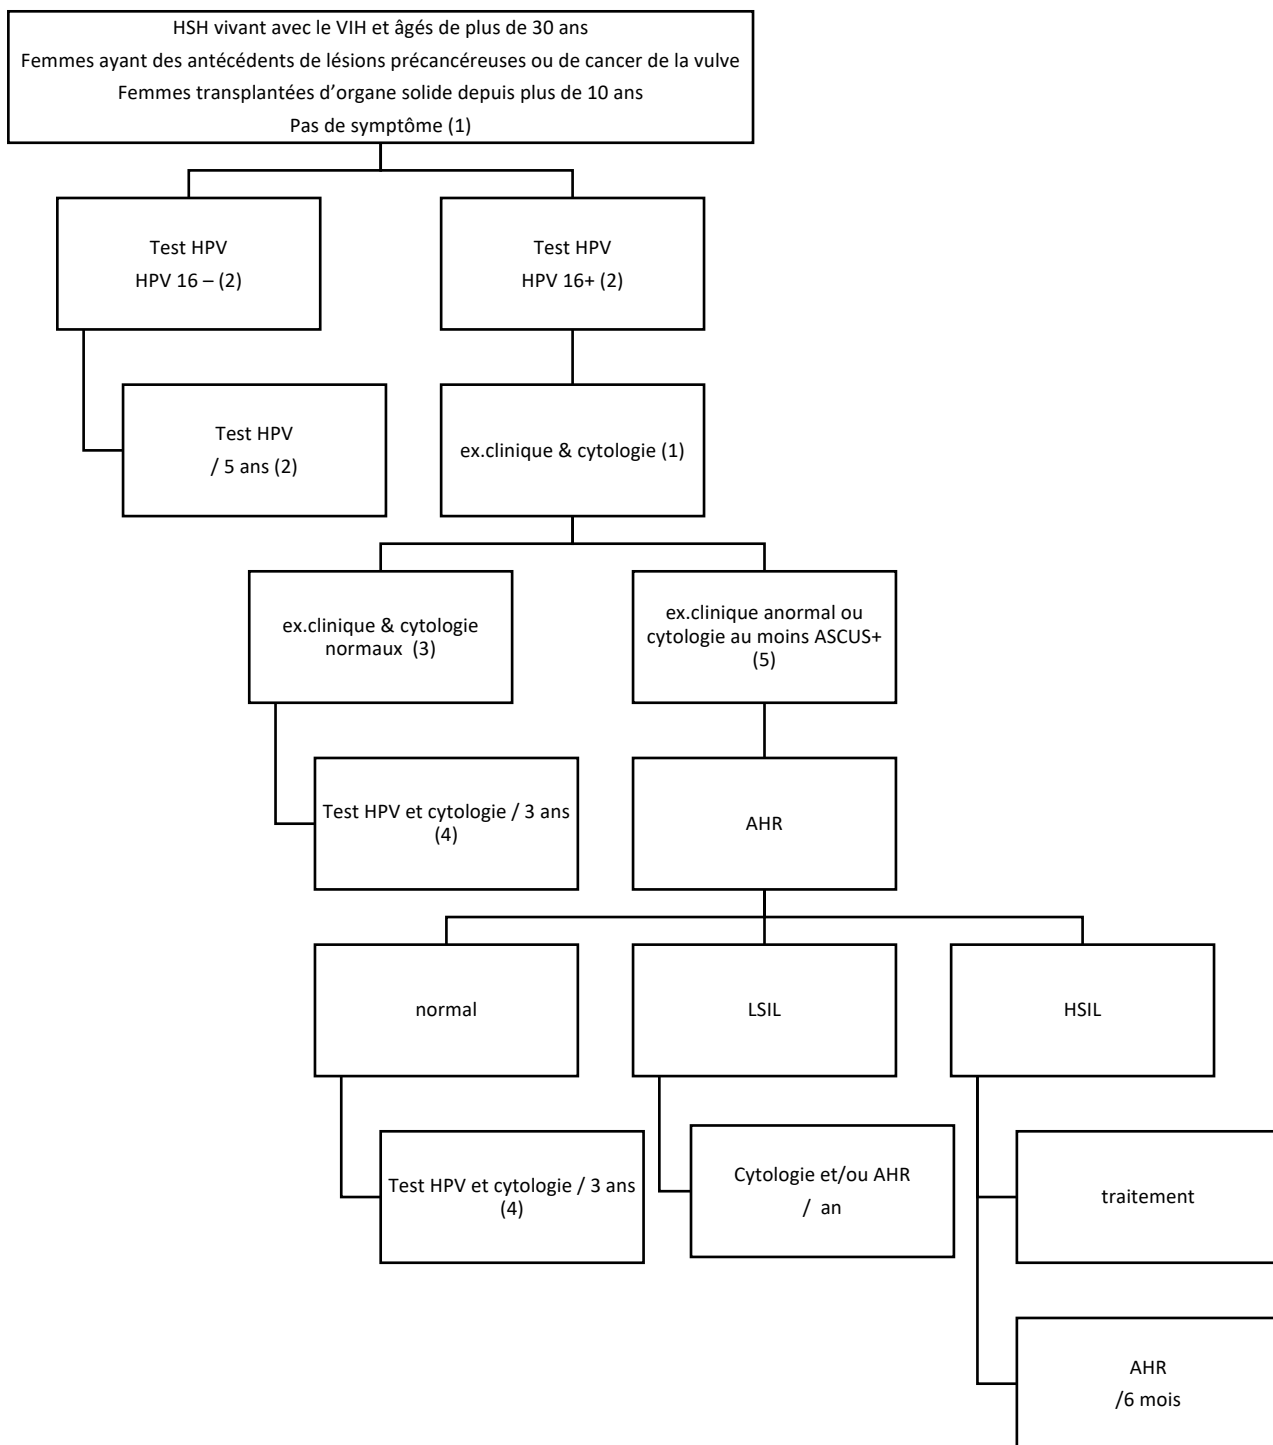 HSH vivant avec le VIH et âgés de plus de 30 ans
Femmes ayant des antécédents de lésions précancéreuses ou de cancer de la vulve
Femmes transplantées d’organe solide depuis plus de 10 ans
Pas de symptôme (1)
Test HPV
HPV 16 – (2)
Test HPV
HPV 16+ (2)
Test HPV
/ 5 ans (2)
ex.clinique & cytologie (1)
ex.clinique & cytologie
normaux (3)
ex.clinique anormal ou
cytologie au moins ASCUS+
(5)
Test HPV et cytologie / 3 ans
(4)
AHR
normal
LSIL
HSIL
Test HPV et cytologie / 3 ans
(4)
Cytologie et/ou AHR
/ an
traitement
AHR
/6 mois